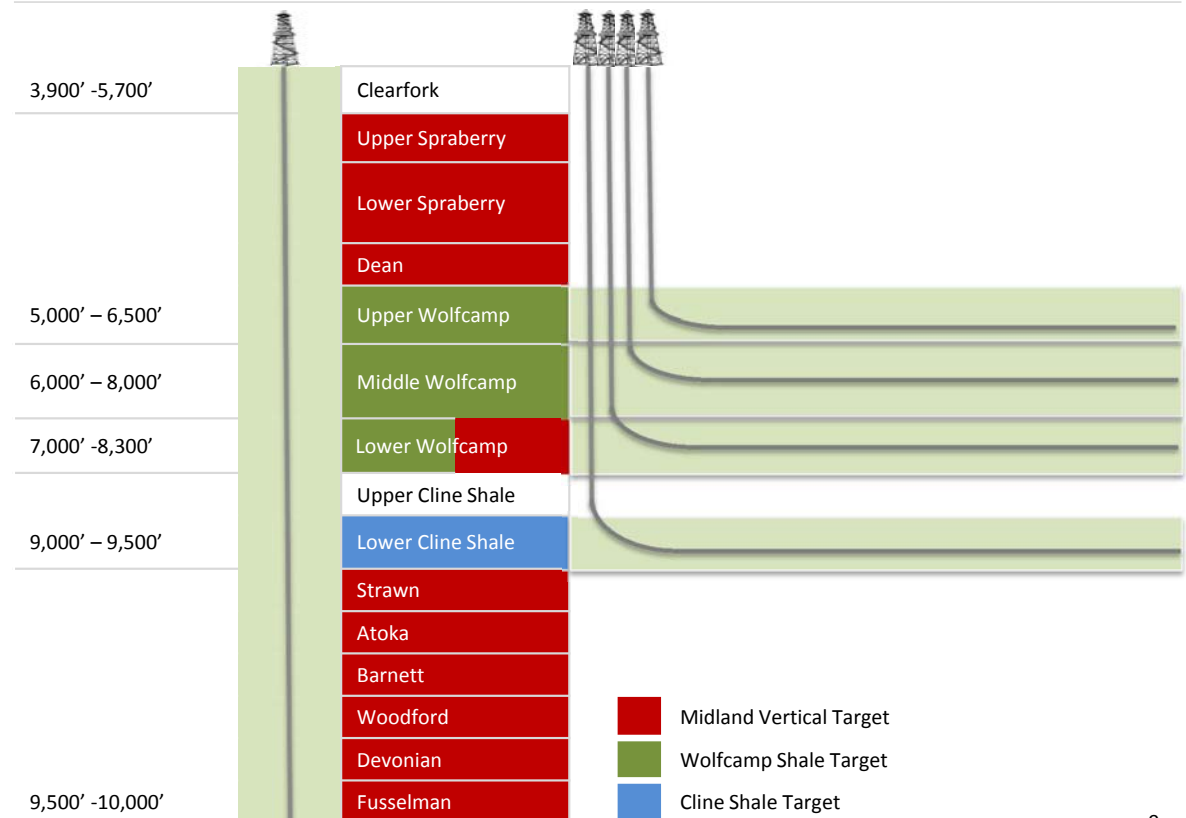 3,900’ -5,700’
Clearfork
Upper Spraberry
Lower Spraberry
Dean
5,000’ – 6,500’
Upper Wolfcamp
6,000’ – 8,000’
Middle Wolfcamp
7,000’ -8,300’
Lower Wolfcamp
Upper Cline Shale
9,000’ – 9,500’
Lower Cline Shale
Strawn
Atoka
Barnett
Woodford
Devonian
9,500’ -10,000’
Fusselman
Midland Vertical Target
Wolfcamp Shale Target
Cline Shale Target